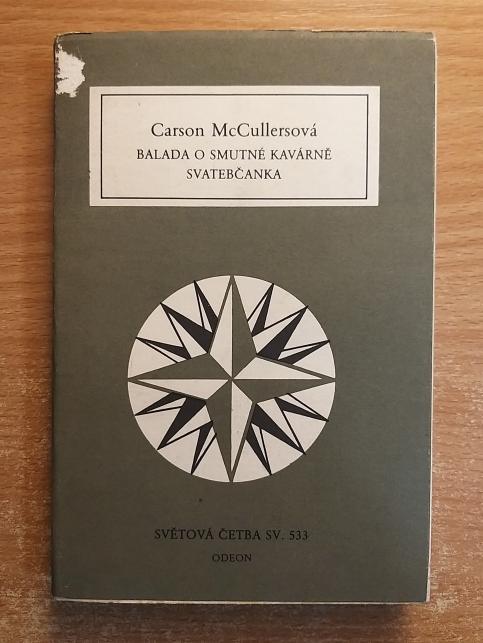 Carson McCullersová
BALADA O SMUTNÉ KAVÁRNĚ
SVATEBČANKA
SVĚTOVÁ ČETBA SV. 533
ODEON